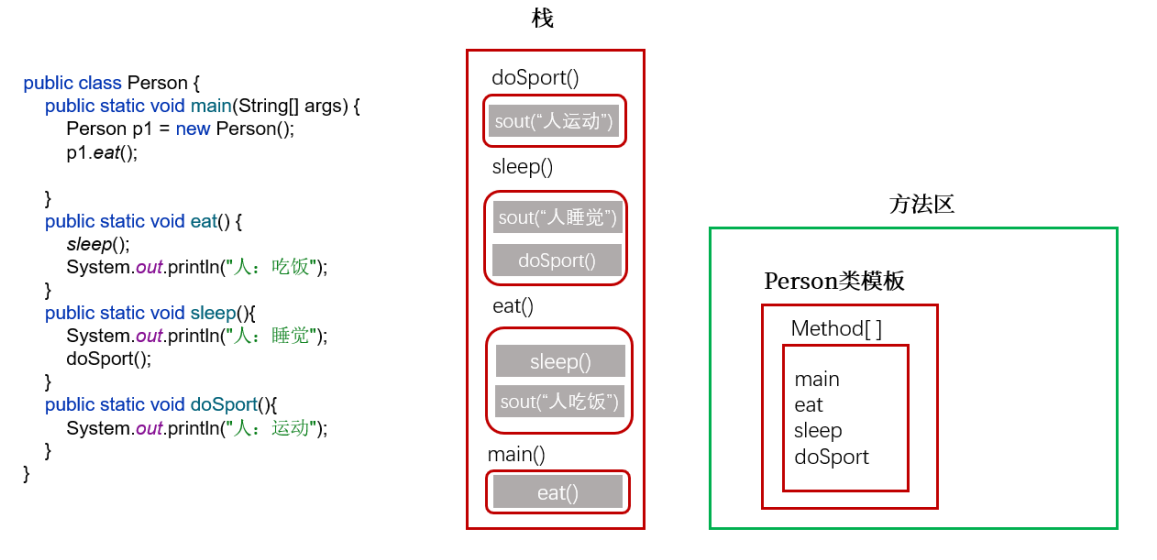 public class Person {
public static void main(String[] args) {
Person p1 = new Person();
p1.eat();
}
public static void eat() {
sleep();
System.out.println("人：吃饭");
}
public static void sleep(){
System.out.println("人：睡觉");
doSport();
}
public static void doSport(){
System.out.println("人：运动");
}
}
栈
doSport()
sout(“人运动”)
sleep()
sout(“人睡觉”)
doSport()
eat()
sleep()
sout(“人吃饭”)
main()
eat()
方法区
Person类模板
Method[ ]
main
eat
sleep
doSport